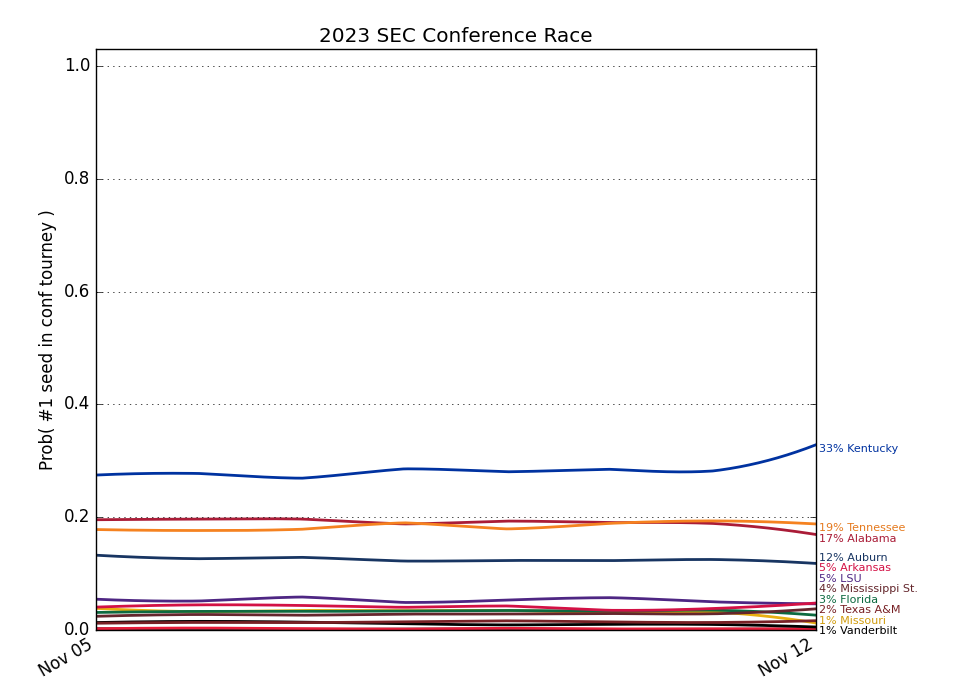 2023 SEC Conference Race
Prob( #1 seed in conf tourney )
1.0
0.8
0.6
0.4
0.2
0.0
Nov 05
Nov 12
33% Kentucky
19% Tennessee
17% Alabama
12% Auburn
5% Arkansas
5% LSU
4% Mississippi St.
3% Florida
2% Texas A&M
1% Missouri
1% Vanderbilt